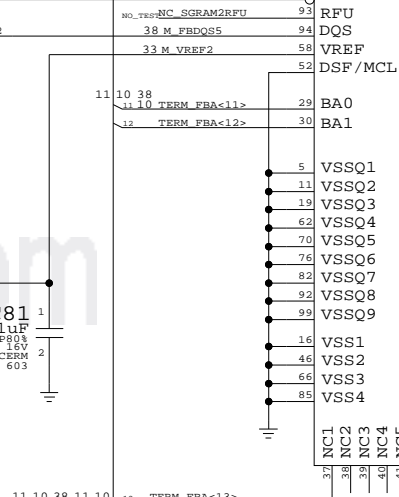 NO_TEST NC_SGRAM2RFU 93 RFU
38 M_FBDQS5 94 DQS
33 M_VREF2 58 VREF
52 DSF/MCL
11 10 38
11 10 TERM_FBA<11> 29 BA0
12 TERM_FBA<12> 30 BA1
5 VSSQ1
11 VSSQ2
19 VSSQ3
62 VSSQ4
70 VSSQ5
76 VSSQ6
82 VSSQ7
92 VSSQ8
99 VSSQ9
81 1
1uF
P80%
16V
CERM 2
603
16 VSS1
46 VSS2
66 VSS3
85 VSS4
NC1
NC2
NC3
NC4
37
38
39
40
11 10 38 11 10 TERM_FBA<13>